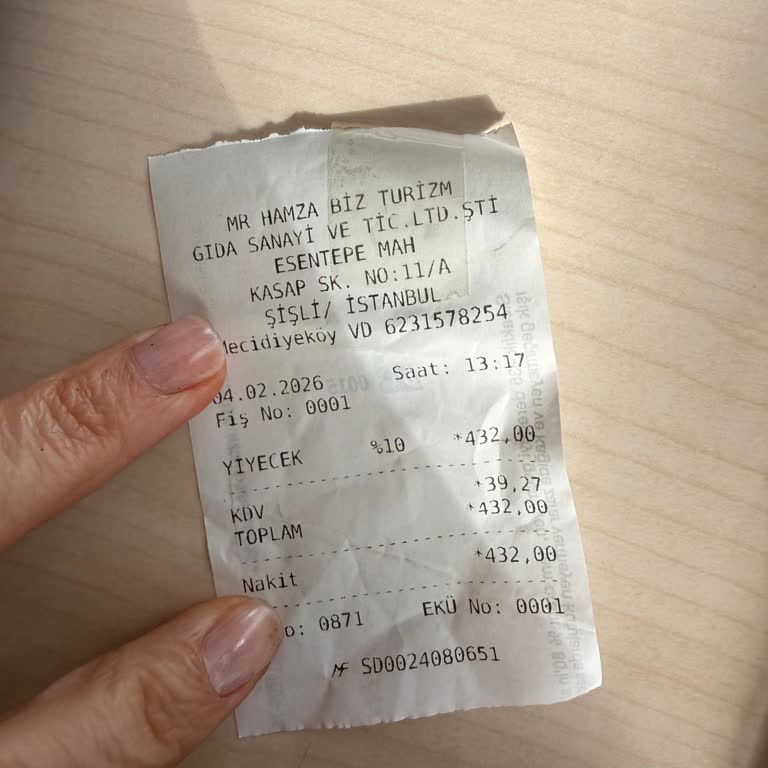 MR HAMZA BİZ TURİZM
GIDA SANAYİ VE TİC.LTD.ŞTİ
ESENTEPE MAH
KASAP SK. NO:11/A
ŞİŞLİ/ İSTANBUL
Mecidiyeköy VD 6231578254
04.02.2026 Saat: 13:17
Fiş No: 0001
YİYECEK %10 *432,00
KDV *39,27
TOPLAM *432,00
Nakit *432,00
o: 0871 EKÜ No: 0001
MF SD0024080651